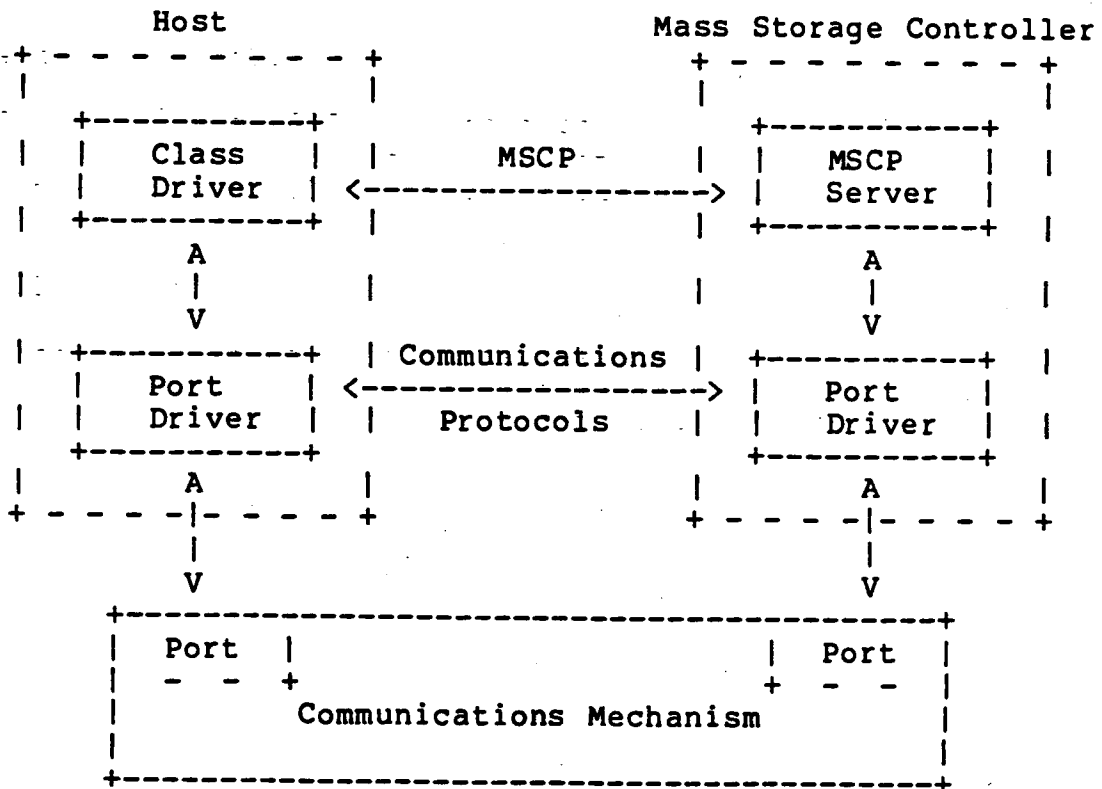 Host
Mass Storage Controller
Class
Driver
MSCP
MSCP
Server
Port
Driver
Communications
Protocols
Port
Driver
Port
Port
Communications Mechanism